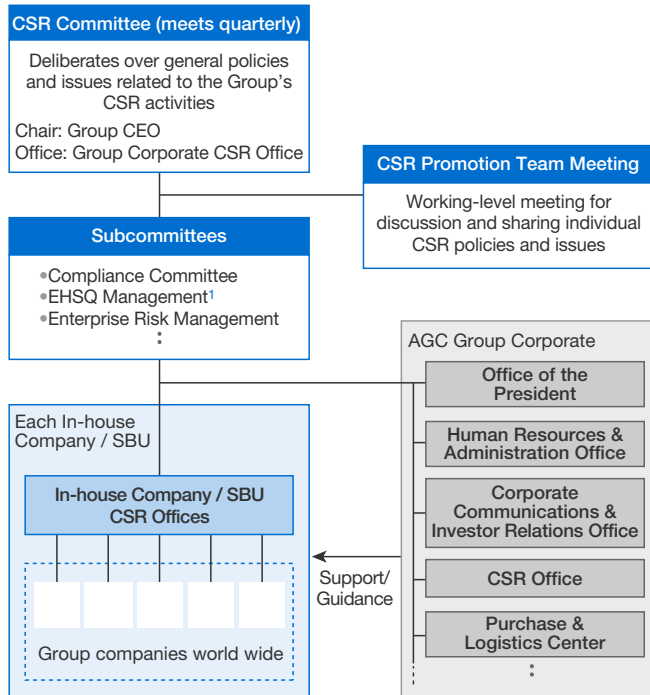 CSR Committee (meets quarterly)
Deliberates over general policies
and issues related to the Group's
CSR activities
Chair: Group CEO
Office: Group Corporate CSR Office
CSR Promotion Team Meeting
Working-level meeting for
discussion and sharing individual
CSR policies and issues
Subcommittees
•Compliance Committee
•EHSQ Management¹
•Enterprise Risk Management
:
AGC Group Corporate
Office of the
President
Human Resources &
Administration Office
Corporate
Communications &
Investor Relations Office
CSR Office
Purchase &
Logistics Center
:
Each In-house
Company / SBU
In-house Company / SBU
CSR Offices
Group companies world wide
Support/
Guidance